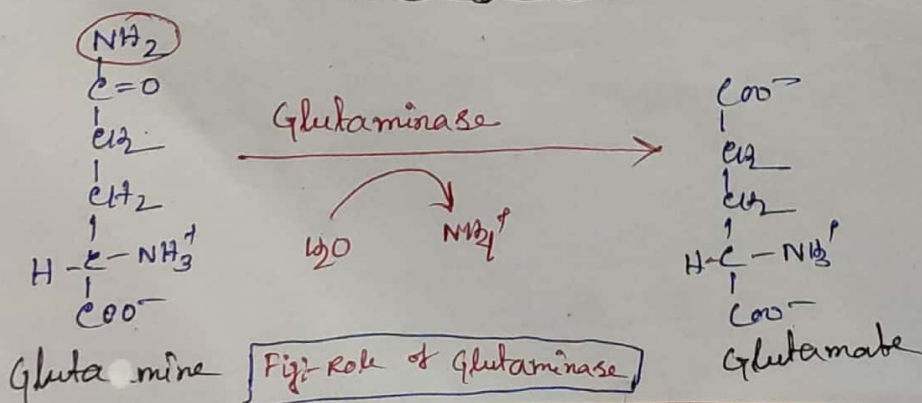 NH2
C=O
CH2
CH2
H-C-NH3+
COO-
Glutamine
Glutaminase
H2O
NH4+
COO-
CH2
CH2
H-C-NH3+
COO-
Glutamate
Fig:- Role of Glutaminase